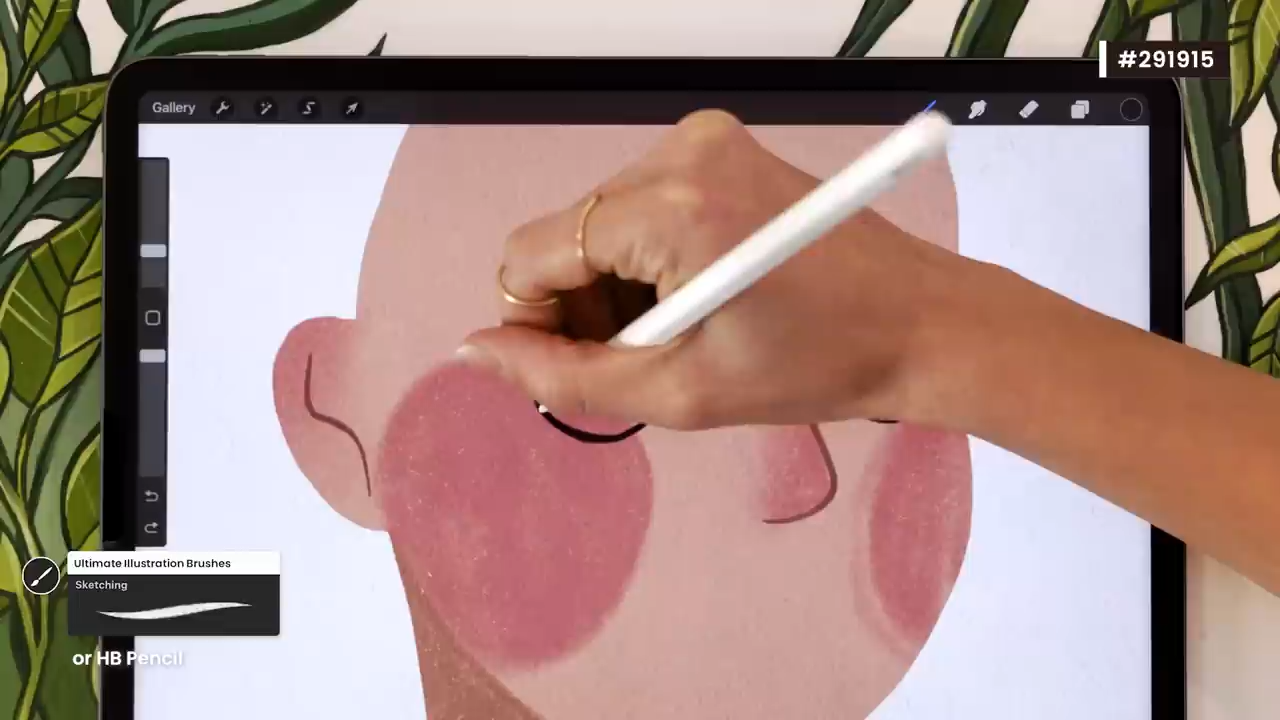 #291915
Gallery
Ultimate Illustration Brushes
Sketching
or HB Pencil